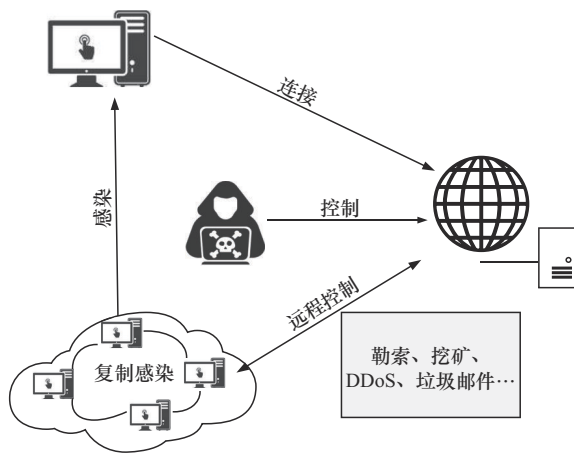 连接
感染
控制
远程控制
复制感染
勒索、挖矿、
DDoS、垃圾邮件…